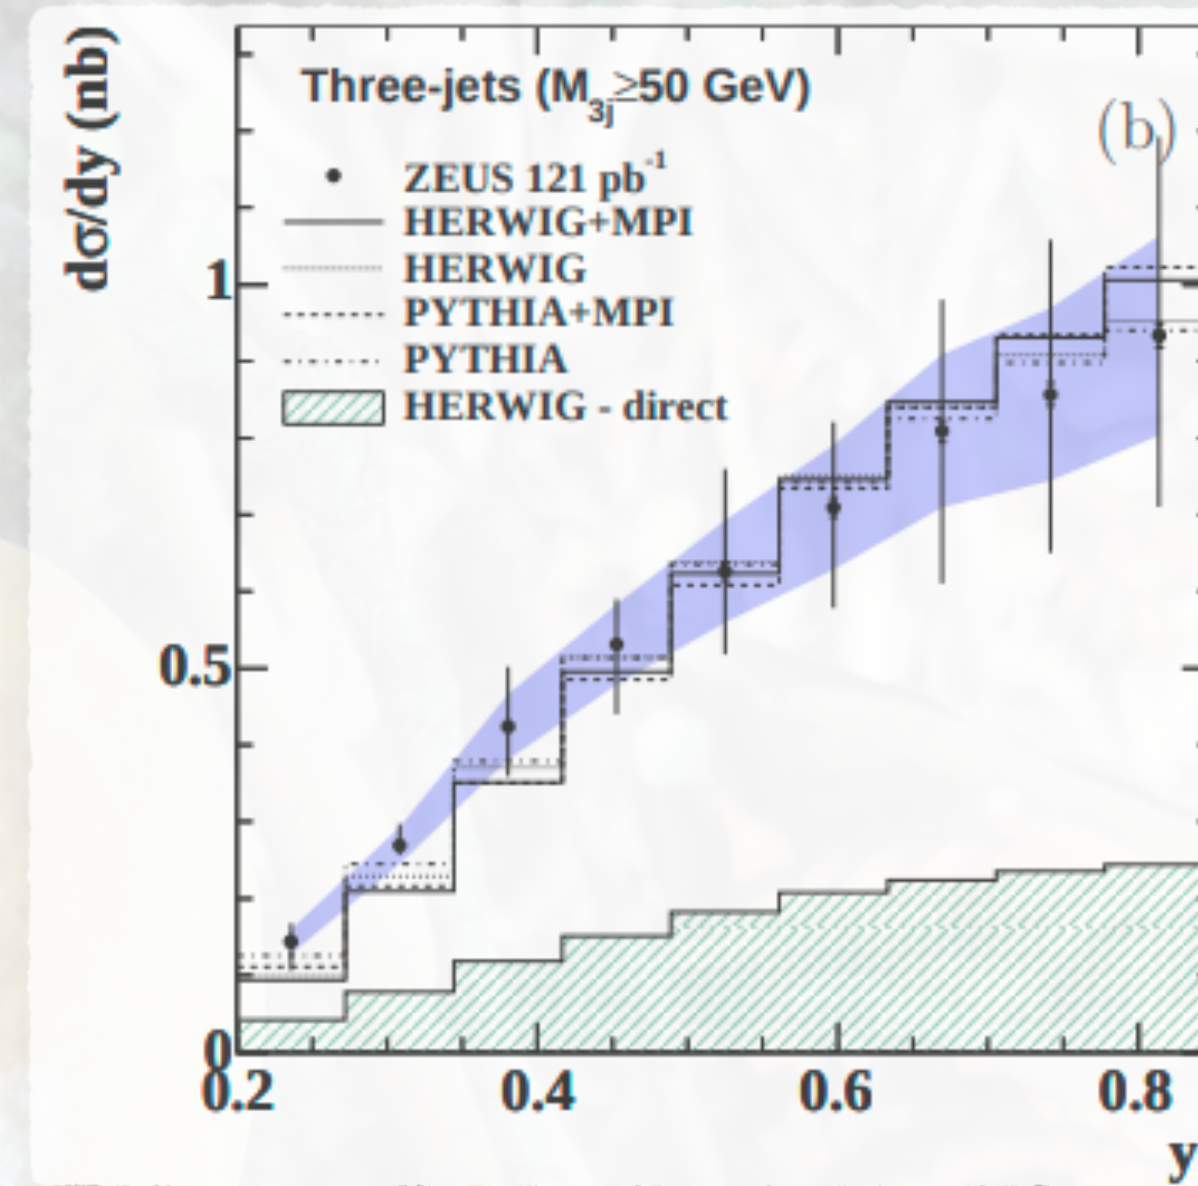 dσ/dy (nb)
Three-jets (M3j≥50 GeV)
(b)
ZEUS 121 pb-1
HERWIG+MPI
HERWIG
PYTHIA+MPI
PYTHIA
HERWIG - direct
1
0.5
0
0.2 0.4 0.6 0.8
y